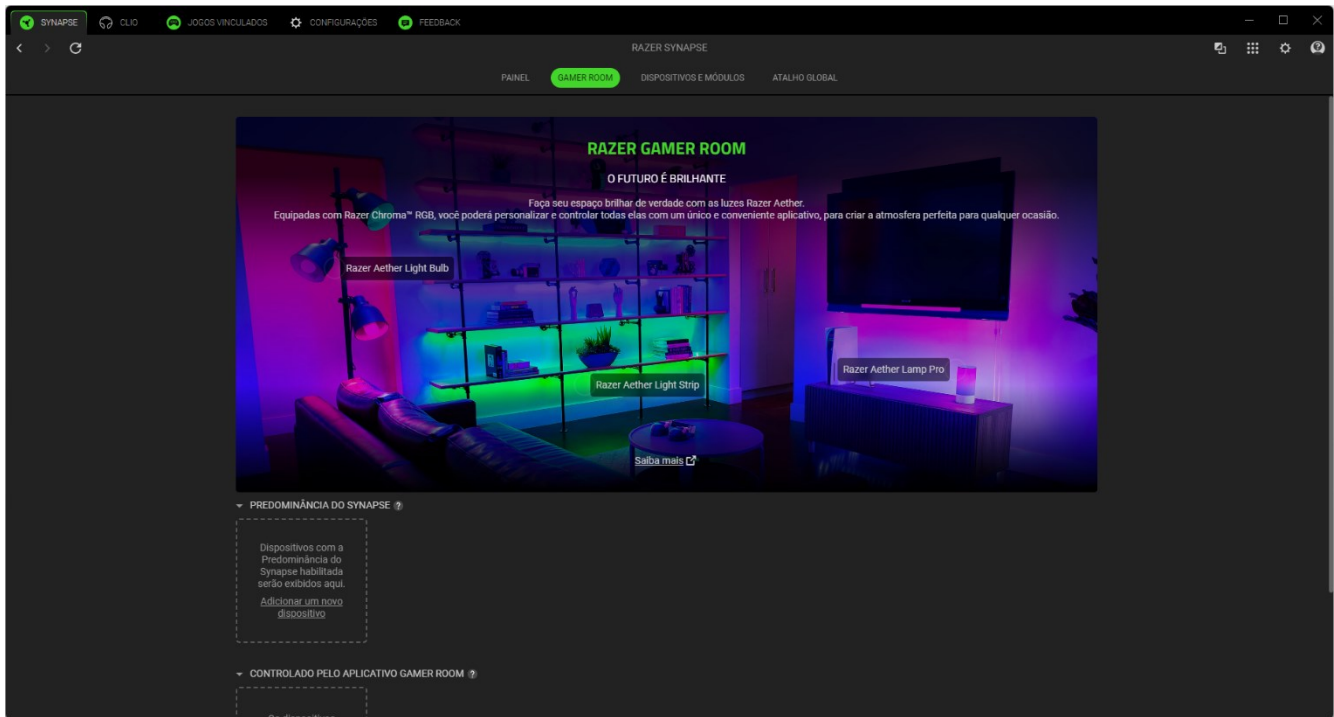 SYNAPSE
CLIO
JOGOS VINCULADOS
CONFIGURAÇÕES
FEEDBACK
RAZER SYNAPSE
PAINEL
GAMER ROOM
DISPOSITIVOS E MÓDULOS
ATALHO GLOBAL
RAZER GAMER ROOM
O FUTURO É BRILHANTE
Faça seu espaço brilhar de verdade com as luzes Razer Aether.
Equipadas com Razer Chroma™ RGB, você poderá personalizar e controlar todas elas com um único e conveniente aplicativo, para criar a atmosfera perfeita para qualquer ocasião.
Razer Aether Light Bulb
Razer Aether Lamp Pro
Razer Aether Light Strip
Saiba mais
PREDOMINÂNCIA DO SYNAPSE ?
Dispositivos com a
Predominância do
Synapse habilitada
serão exibidos aqui.
Adicionar um novo
dispositivo
CONTROLADO PELO APLICATIVO GAMER ROOM ?